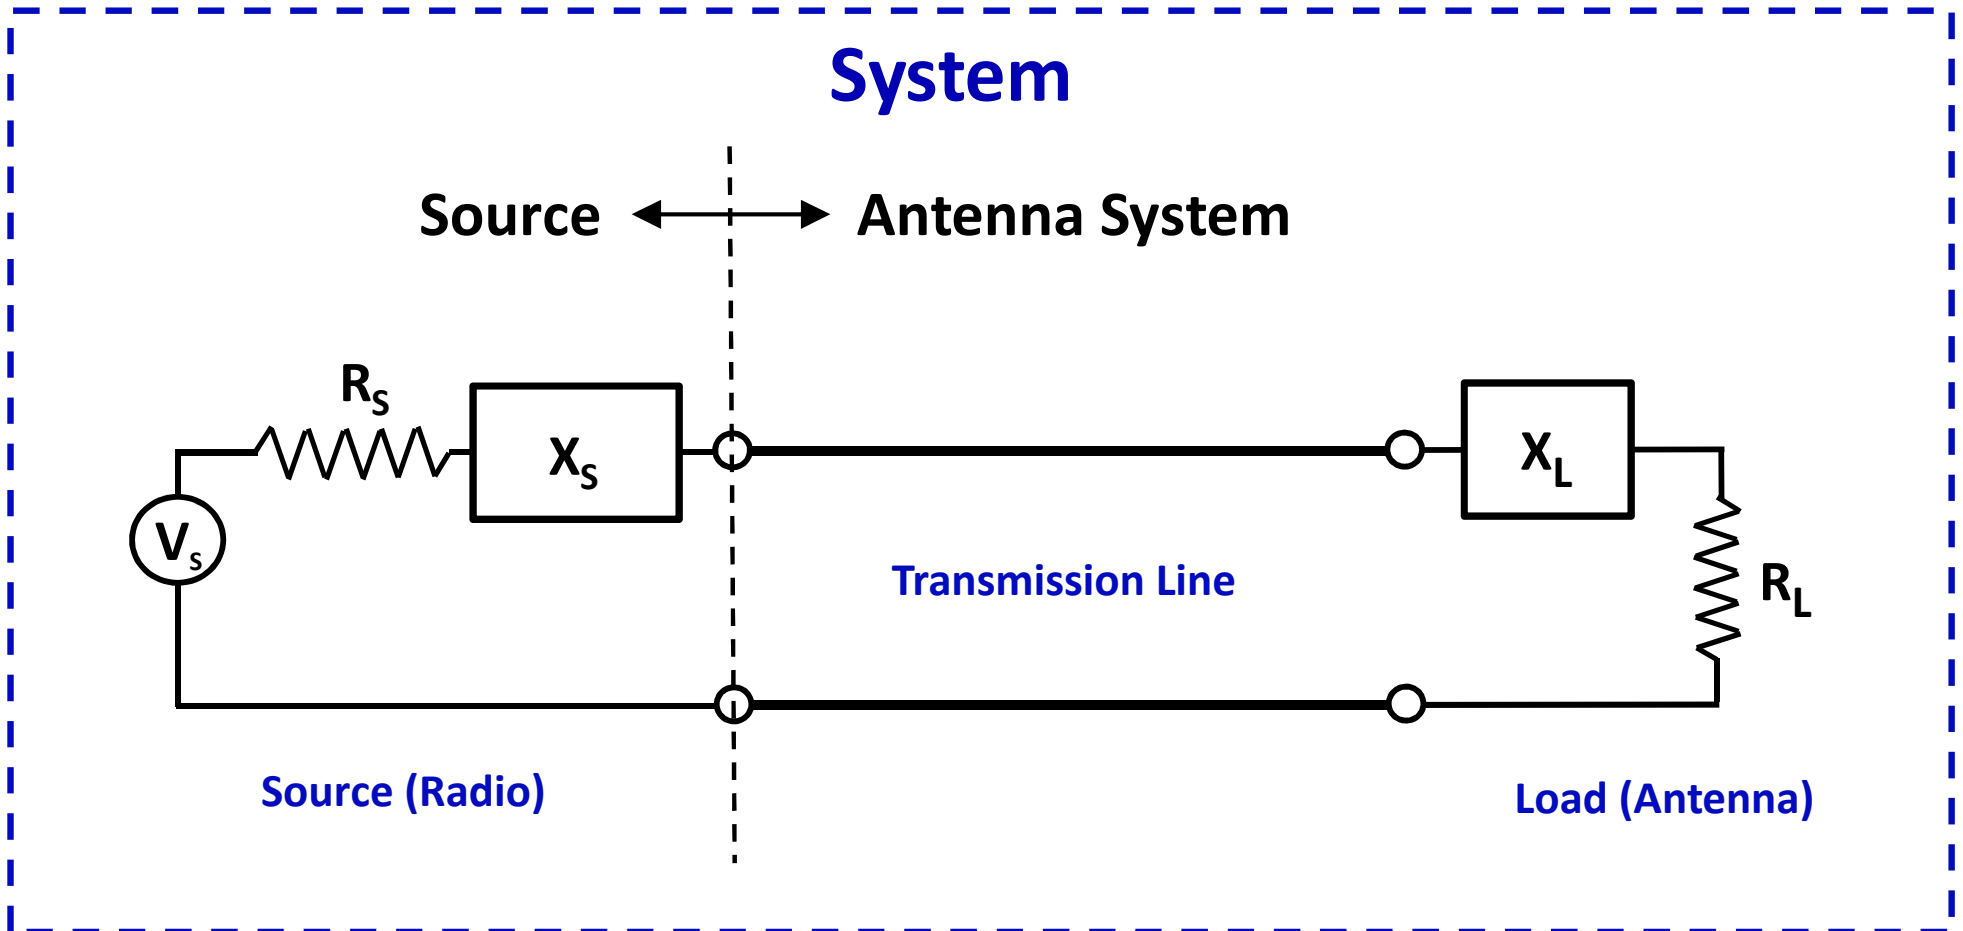 System
Source
Antenna System
RS
XS
XL
Vs
Transmission Line
RL
Source (Radio)
Load (Antenna)